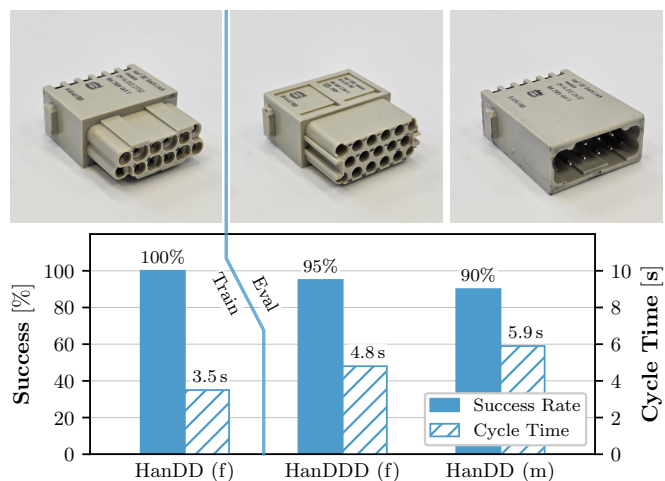 100%
95%
90%
3.5 s
4.8 s
5.9 s
Train
Eval
Success [%]
100
80
60
40
20
0
Cycle Time [s]
10
8
6
4
2
0
Success Rate
Cycle Time
HanDD (f)
HanDDD (f)
HanDD (m)